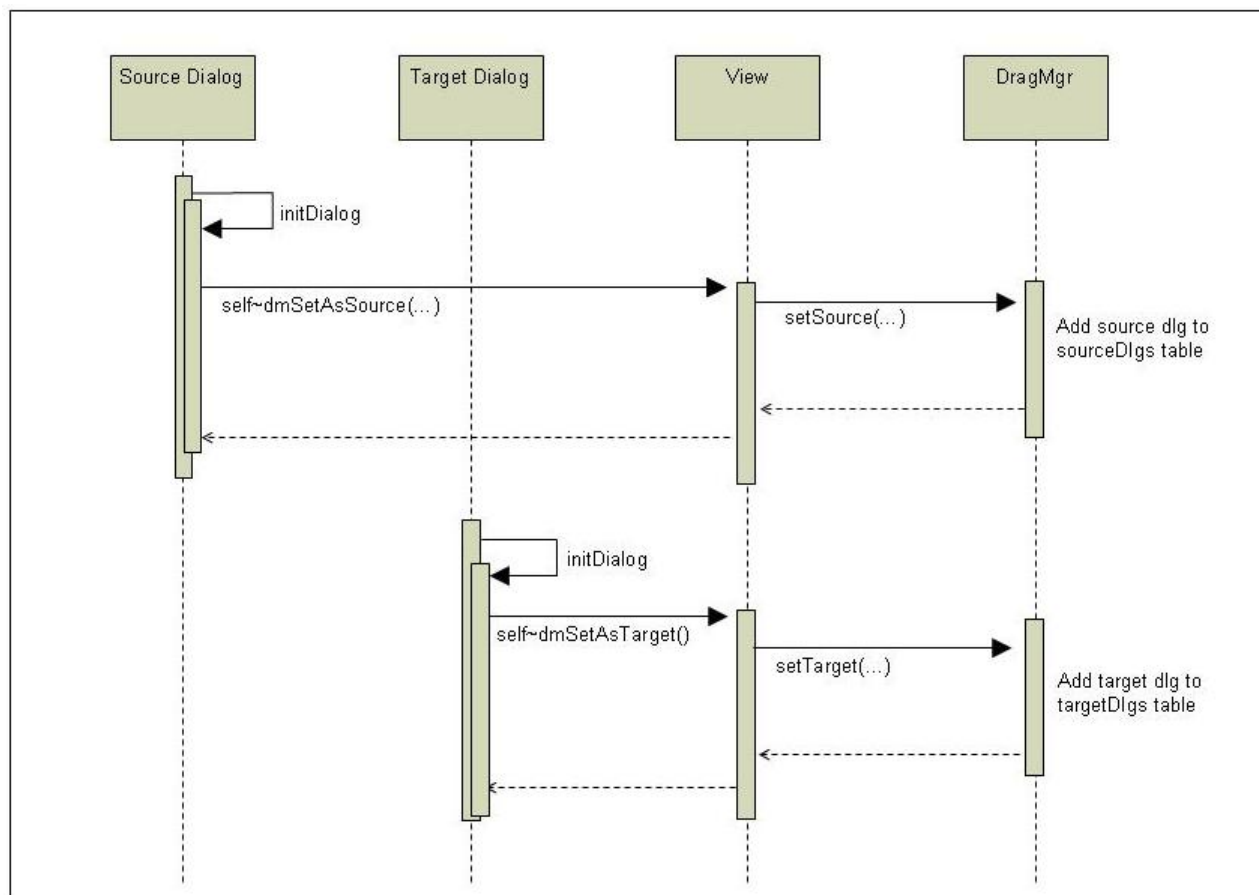 Source Dialog
Target Dialog
View
DragMgr
initDialog
self~dmSetAsSource(...)
setSource(...)
Add source dlg to
sourceDlgs table
initDialog
self~dmSetAsTarget()
setTarget(...)
Add target dlg to
targetDlgs table